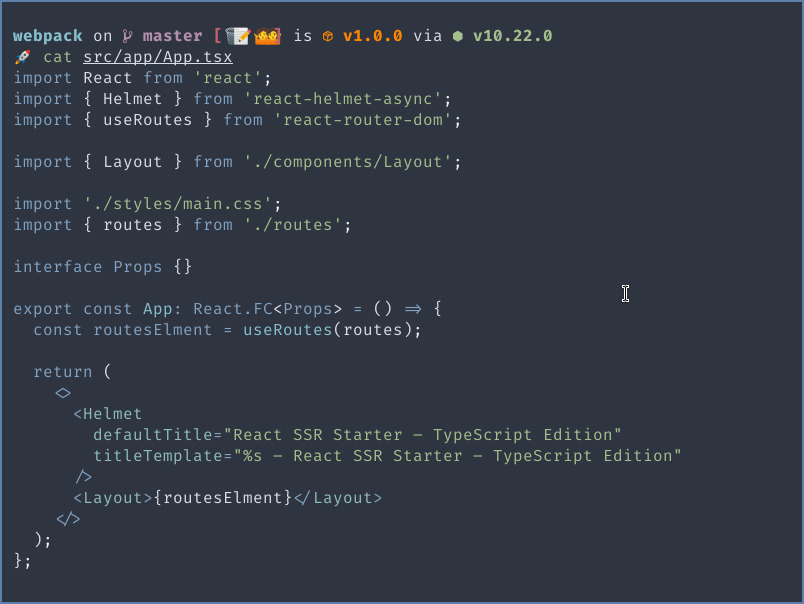 webpack on master [📝🤷] is 📦 v1.0.0 via ⬢ v10.22.0
🚀 cat src/app/App.tsx
import React from 'react';
import { Helmet } from 'react-helmet-async';
import { useRoutes } from 'react-router-dom';
import { Layout } from './components/Layout';
import './styles/main.css';
import { routes } from './routes';
interface Props {}
export const App: React.FC<Props> = () => {
  const routesElment = useRoutes(routes);
  return (
    <>
      <Helmet
        defaultTitle="React SSR Starter – TypeScript Edition"
        titleTemplate="%s – React SSR Starter – TypeScript Edition"
      />
      <Layout>{routesElment}</Layout>
    </>
  );
};